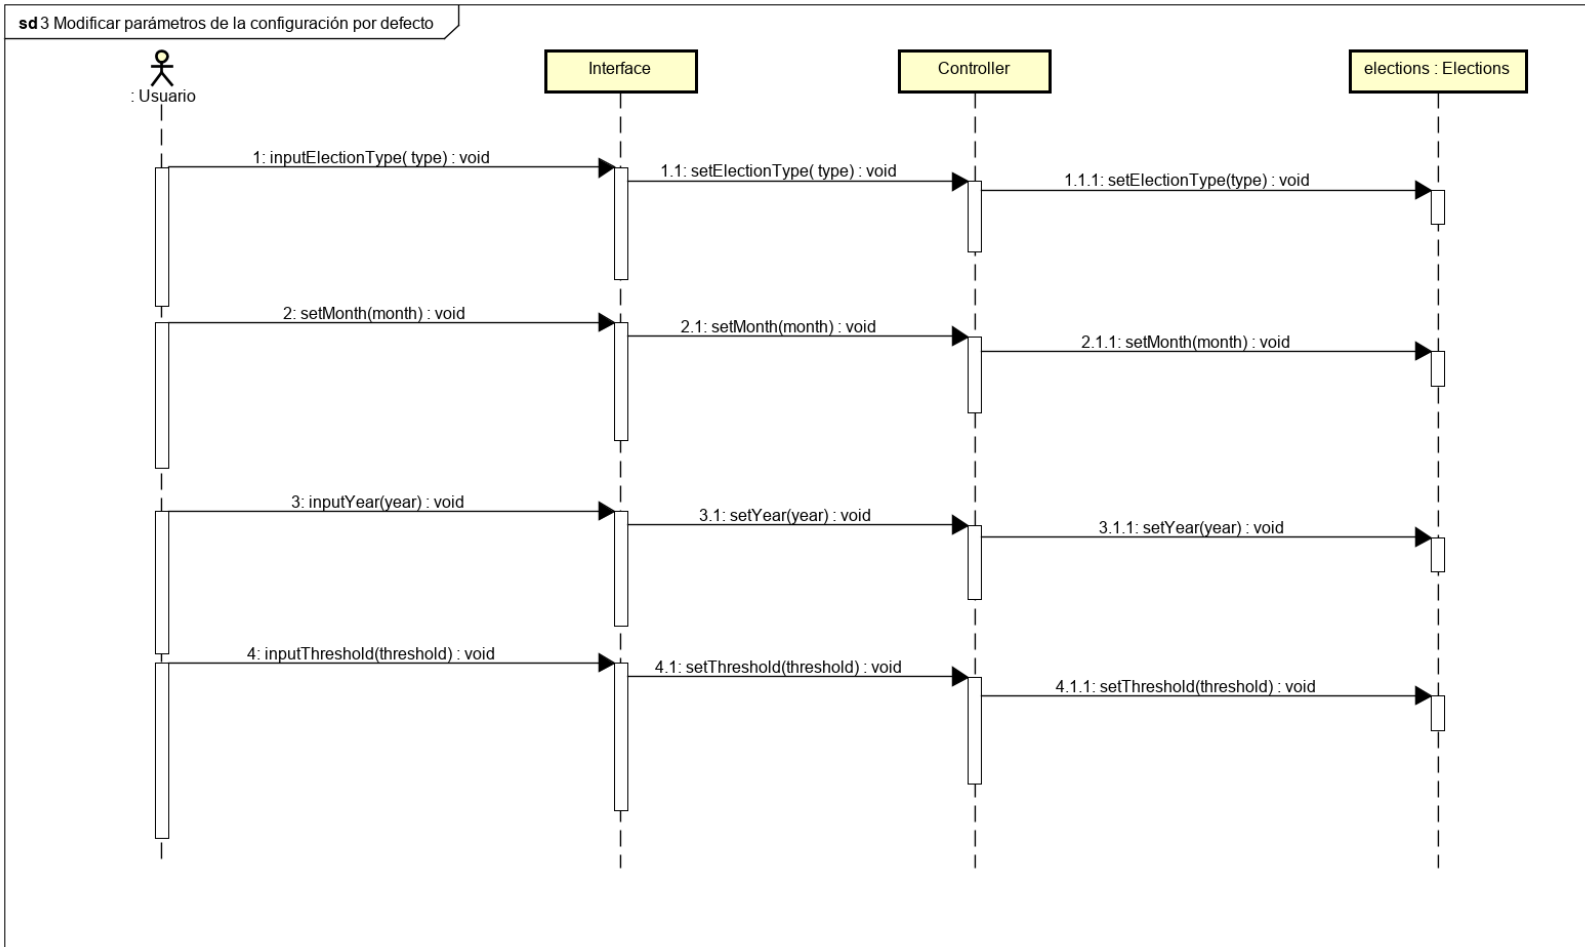 sd 3 Modificar parámetros de la configuración por defecto
: Usuario
Interface
Controller
elections : Elections
1: inputElectionType( type) : void
1.1: setElectionType( type) : void
1.1.1: setElectionType(type) : void
2: setMonth(month) : void
2.1: setMonth(month) : void
2.1.1: setMonth(month) : void
3: inputYear(year) : void
3.1: setYear(year) : void
3.1.1: setYear(year) : void
4: inputThreshold(threshold) : void
4.1: setThreshold(threshold) : void
4.1.1: setThreshold(threshold) : void